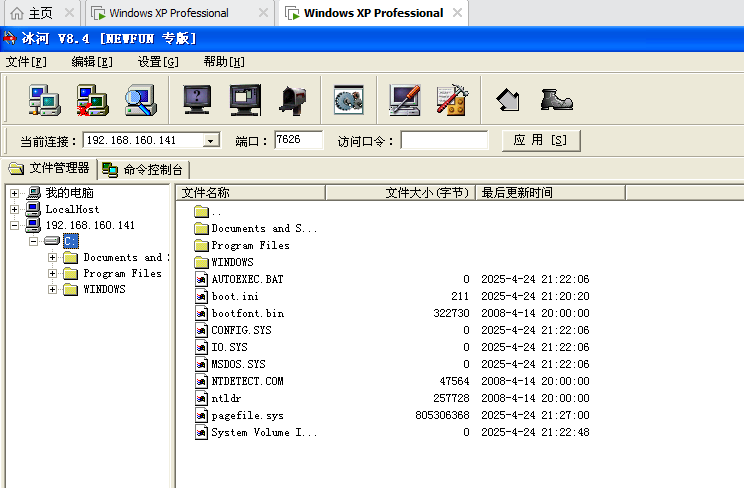 主页 Windows XP Professional Windows XP Professional
冰河 V8.4 [NEWFUN 专版]
文件[F] 编辑[E] 设置[G] 帮助[H]
当前连接： 192.168.160.141 端口： 7626 访问口令： 应 用 [S]
文件管理器 命令控制台
我的电脑
LocalHost
192.168.160.141
C:
Documents and
Program Files
WINDOWS
文件名称 文件大小(字节) 最后更新时间
..
Documents and S...
Program Files
WINDOWS
AUTOEXEC.BAT 0 2025-4-24 21:22:06
boot.ini 211 2025-4-24 21:20:20
bootfont.bin 322730 2008-4-14 20:00:00
CONFIG.SYS 0 2025-4-24 21:22:06
IO.SYS 0 2025-4-24 21:22:06
MSDOS.SYS 0 2025-4-24 21:22:06
NTDETECT.COM 47564 2008-4-14 20:00:00
ntldr 257728 2008-4-14 20:00:00
pagefile.sys 805306368 2025-4-24 21:27:00
System Volume I... 0 2025-4-24 21:22:48